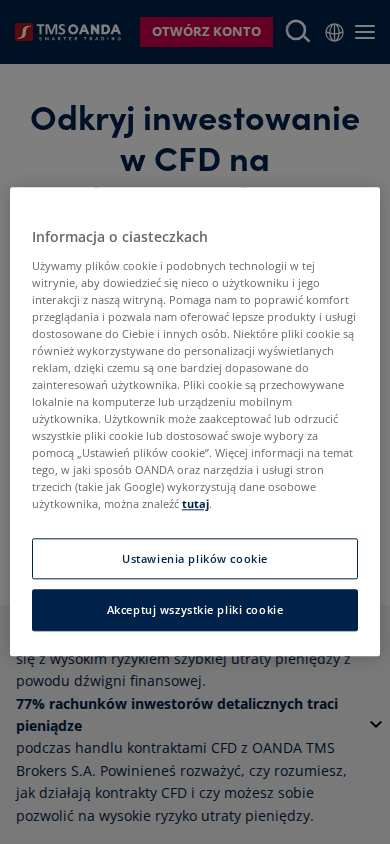 TMS OANDA
SMARTER TRADING
OTWÓRZ KONTO
Odkryj inwestowanie
w CFD na
Informacja o ciasteczkach
Używamy plików cookie i podobnych technologii w tej
witrynie, aby dowiedzieć się nieco o użytkowniku i jego
interakcji z naszą witryną. Pomaga nam to poprawić komfort
przeglądania i pozwala nam oferować lepsze produkty i usługi
dostosowane do Ciebie i innych osób. Niektóre pliki cookie są
również wykorzystywane do personalizacji wyświetlanych
reklam, dzięki czemu są one bardziej dopasowane do
zainteresowań użytkownika. Pliki cookie są przechowywane
lokalnie na komputerze lub urządzeniu mobilnym
użytkownika. Użytkownik może zaakceptować lub odrzucić
wszystkie pliki cookie lub dostosować swoje wybory za
pomocą „Ustawień plików cookie”. Więcej informacji na temat
tego, w jaki sposób OANDA oraz narzędzia i usługi stron
trzecich (takie jak Google) wykorzystują dane osobowe
użytkownika, można znaleźć tutaj.
Ustawienia plików cookie
Akceptuj wszystkie pliki cookie
się z wysokim ryzykiem szybkiej utraty pieniędzy z
powodu dźwigni finansowej.
77% rachunków inwestorów detalicznych traci
pieniądze
podczas handlu kontraktami CFD z OANDA TMS
Brokers S.A. Powinieneś rozważyć, czy rozumiesz,
jak działają kontrakty CFD i czy możesz sobie
pozwolić na wysokie ryzyko utraty pieniędzy.